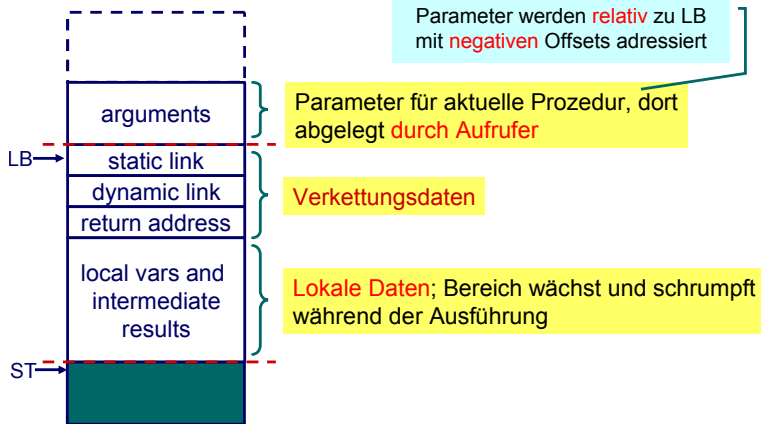 Parameter werden relativ zu LB
mit negativen Offsets adressiert
arguments
Parameter für aktuelle Prozedur, dort
abgelegt durch Aufrufer
LB
static link
dynamic link
return address
Verkettungsdaten
local vars and
intermediate
results
Lokale Daten; Bereich wächst und schrumpft
während der Ausführung
ST